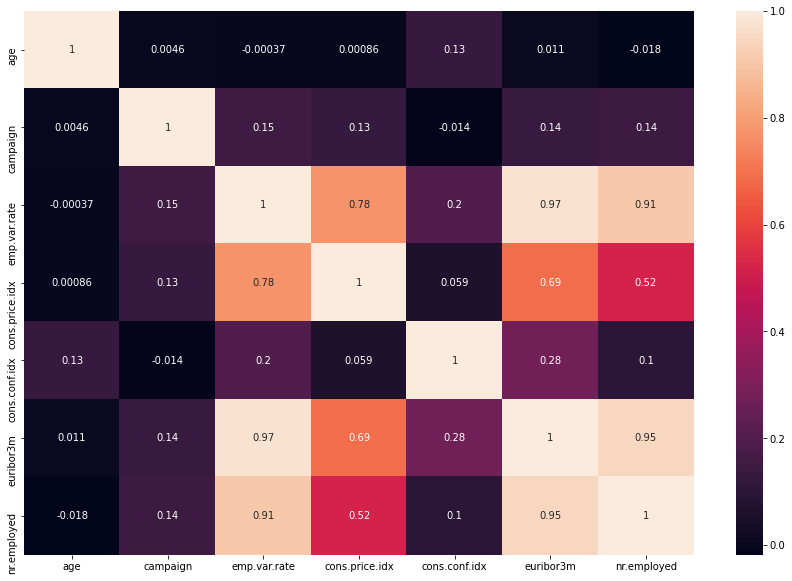 age 1 0.0046 -0.00037 0.00086 0.13 0.011 -0.018
campaign 0.0046 1 0.15 0.13 -0.014 0.14 0.14
emp.var.rate -0.00037 0.15 1 0.78 0.2 0.97 0.91
cons.price.idx 0.00086 0.13 0.78 1 0.059 0.69 0.52
cons.conf.idx 0.13 -0.014 0.2 0.059 1 0.28 0.1
euribor3m 0.011 0.14 0.97 0.69 0.28 1 0.95
nr.employed -0.018 0.14 0.91 0.52 0.1 0.95 1
age campaign emp.var.rate cons.price.idx cons.conf.idx euribor3m nr.employed
1.0
0.8
0.6
0.4
0.2
0.0